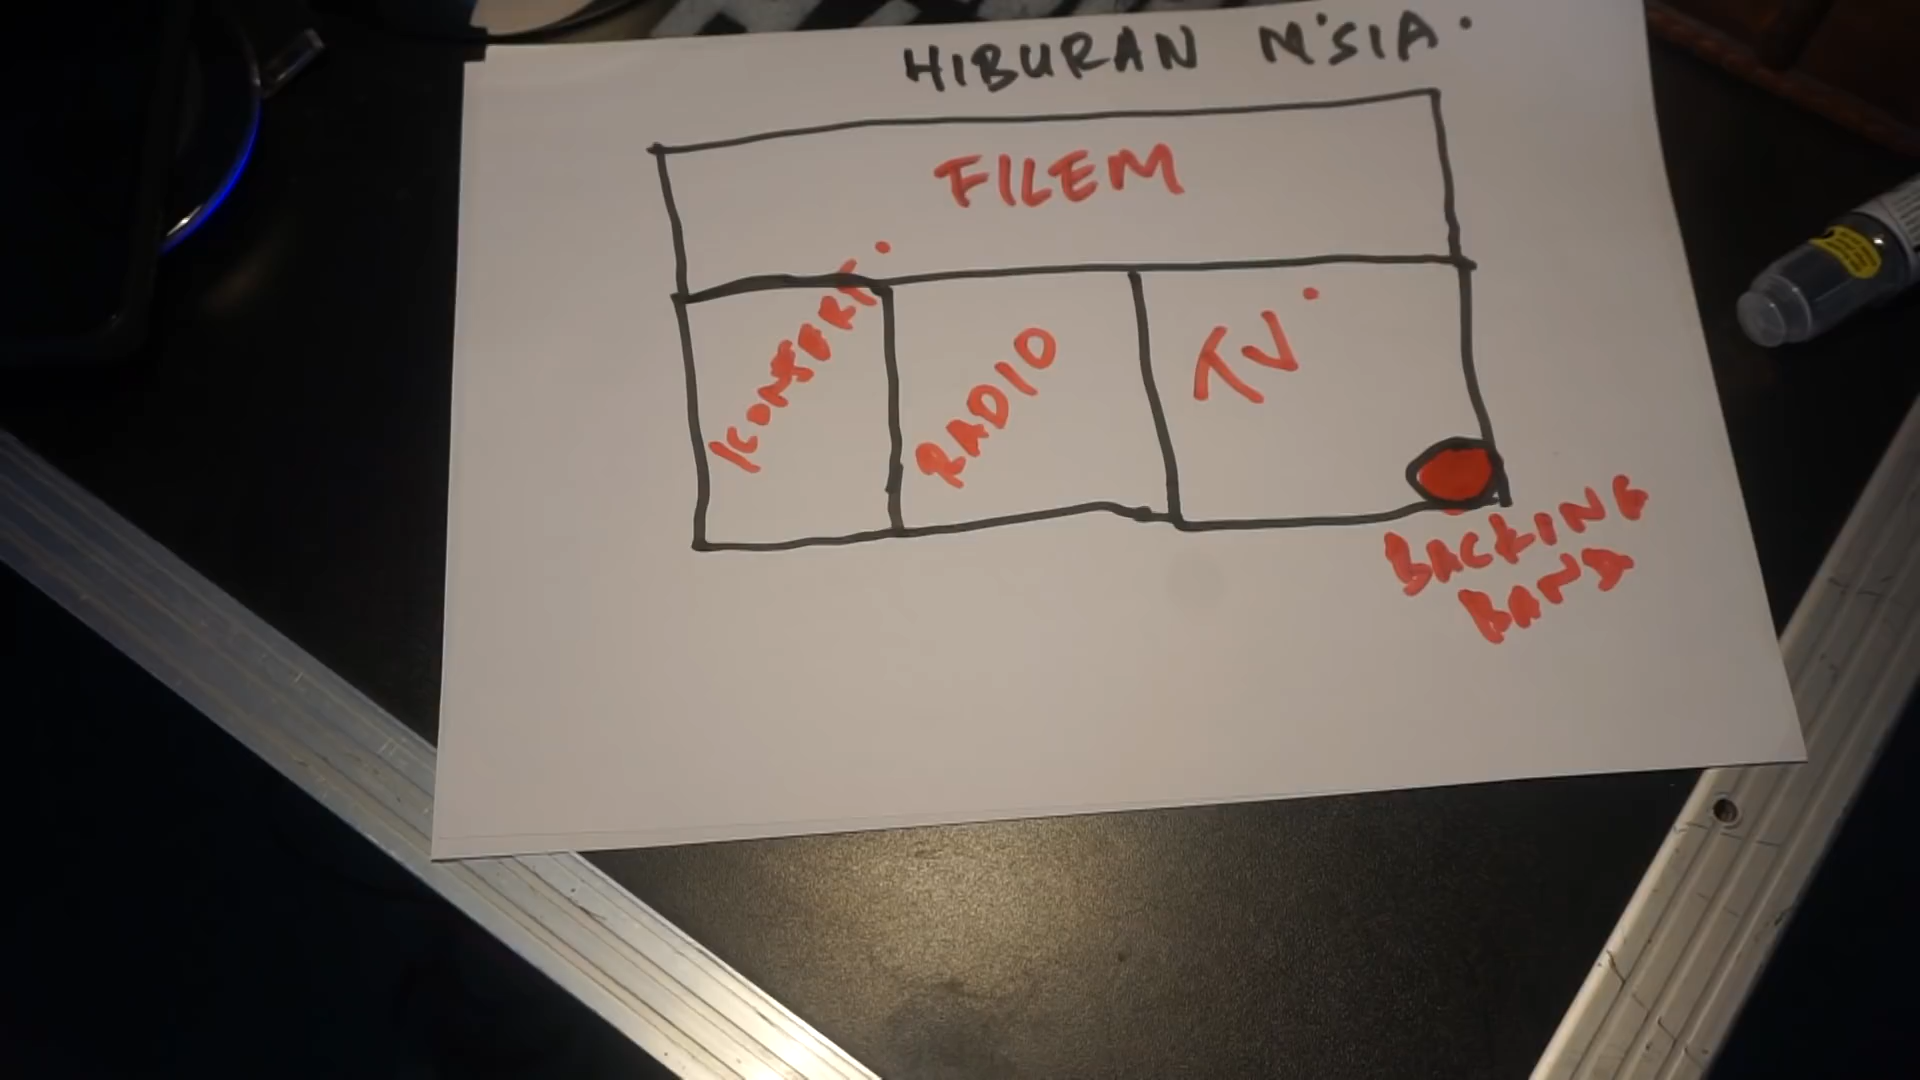 HIBURAN M'SIA.
FILEM
KONSERT.
RADIO
TV.
BACKING
BAND